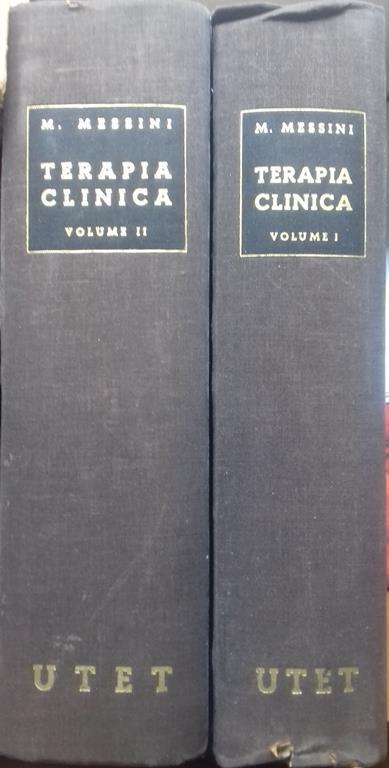 M. MESSINI
TERAPIA
CLINICA
VOLUME II
UTET
M. MESSINI
TERAPIA
CLINICA
VOLUME I
UTET